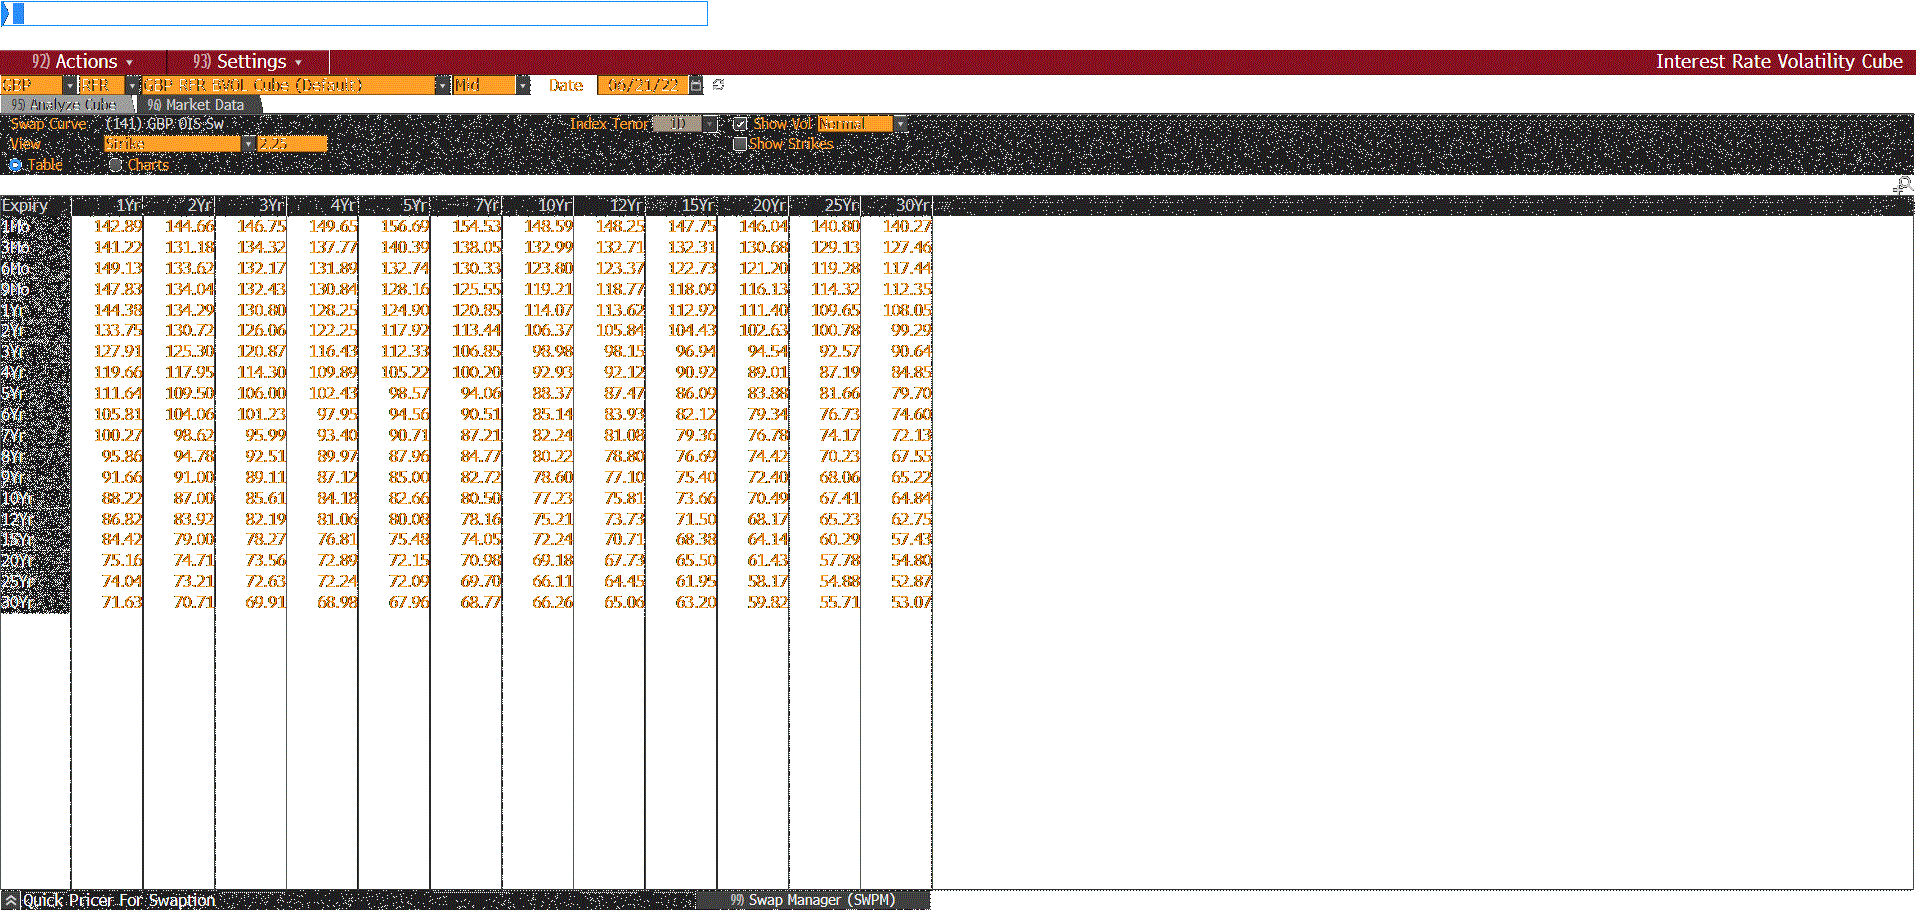 92) Actions 93) Settings Interest Rate Volatility Cube
GBP RFR GBP RFR BVOL Cube (Default) Mid Date 06/21/22
95) Analyze Cube 96) Market Data
Swap Curve (141) GBP OIS Sw Index Tenor 1D Show Vol Normal
View Strike 2.25 Show Strikes
Table Charts
Expiry 1Yr 2Yr 3Yr 4Yr 5Yr 7Yr 10Yr 12Yr 15Yr 20Yr 25Yr 30Yr
1Mo 142.89 144.66 146.75 149.65 156.69 154.53 148.59 148.25 147.75 146.04 140.80 140.27
3Mo 141.22 131.18 134.32 137.77 140.39 138.05 132.99 132.71 132.31 130.68 129.13 127.46
6Mo 149.13 133.62 132.17 131.89 132.74 130.33 123.80 123.37 122.73 121.20 119.28 117.44
9Mo 147.83 134.04 132.43 130.84 128.16 125.55 119.21 118.77 118.09 116.13 114.32 112.35
1Yr 144.38 134.29 130.80 128.25 124.90 120.85 114.07 113.62 112.92 111.40 109.65 108.05
2Yr 133.75 130.72 126.06 122.25 117.92 113.44 106.37 105.84 104.43 102.63 100.78 99.29
3Yr 127.91 125.30 120.87 116.43 112.33 106.85 98.98 98.15 96.94 94.54 92.57 90.64
4Yr 119.66 117.95 114.30 109.89 105.22 100.20 92.93 92.12 90.92 89.01 87.19 84.85
5Yr 111.64 109.50 106.00 102.43 98.57 94.06 88.37 87.47 86.09 83.88 81.66 79.70
6Yr 105.81 104.06 101.23 97.95 94.56 90.51 85.14 83.93 82.12 79.34 76.73 74.60
7Yr 100.27 98.62 95.99 93.40 90.71 87.21 82.24 81.08 79.36 76.78 74.17 72.13
8Yr 95.86 94.78 92.51 89.97 87.96 84.77 80.22 78.80 76.69 74.42 70.23 67.55
9Yr 91.66 91.00 89.11 87.12 85.00 82.72 78.60 77.10 75.40 72.40 68.06 65.22
10Yr 88.22 87.00 85.61 84.18 82.66 80.50 77.23 75.81 73.66 70.49 67.41 64.84
12Yr 86.82 83.92 82.19 81.06 80.08 78.16 75.21 73.73 71.50 68.17 65.23 62.75
15Yr 84.42 79.00 78.27 76.81 75.48 74.05 72.24 70.71 68.38 64.14 60.29 57.43
20Yr 75.16 74.71 73.56 72.89 72.15 70.98 69.18 67.73 65.50 61.43 57.78 54.80
25Yr 74.04 73.21 72.63 72.24 72.09 69.70 66.11 64.45 61.95 58.17 54.88 52.87
30Yr 71.63 70.71 69.91 68.98 67.96 68.77 66.26 65.06 63.20 59.82 55.71 53.07
Quick Pricer For Swaption 99) Swap Manager (SWPM)